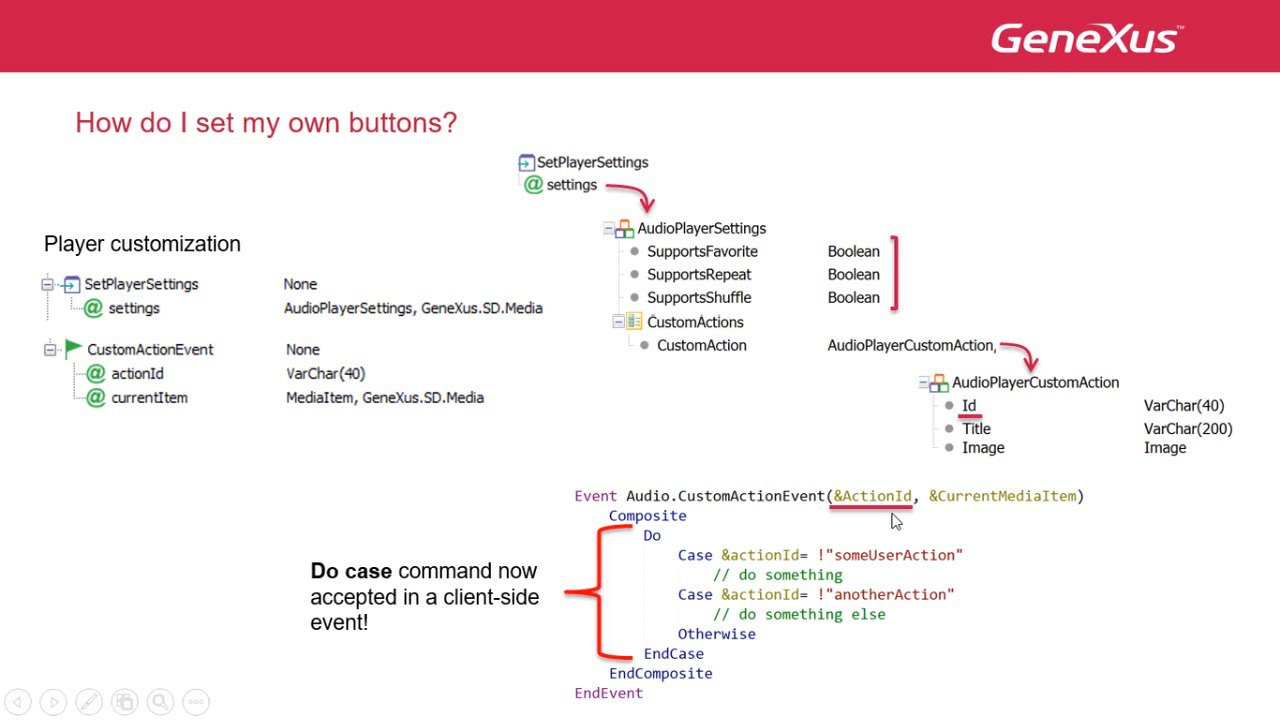 GeneXus™
How do I set my own buttons?
SetPlayerSettings
settings
AudioPlayerSettings
SupportsFavorite Boolean
SupportsRepeat Boolean
SupportsShuffle Boolean
CustomActions
CustomAction AudioPlayerCustomAction,
AudioPlayerCustomAction
Id VarChar(40)
Title VarChar(200)
Image Image
Player customization
SetPlayerSettings None
settings AudioPlayerSettings, GeneXus.SD.Media
CustomActionEvent None
actionId VarChar(40)
currentItem MediaItem, GeneXus.SD.Media
Event Audio.CustomActionEvent(&ActionId, &CurrentMediaItem)
Composite
Do
Case &actionId= !"someUserAction"
// do something
Case &actionId= !"anotherAction"
// do something else
Otherwise
EndCase
EndComposite
EndEvent
Do case command now
accepted in a client-side
event!